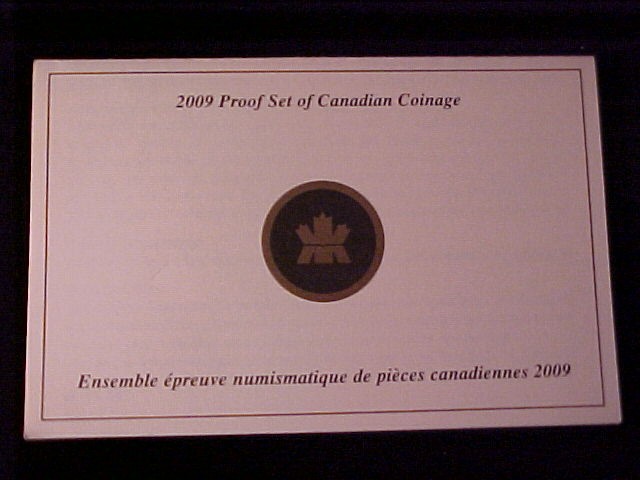 2009 Proof Set of Canadian Coinage
Ensemble épreuve numismatique de pièces canadiennes 2009